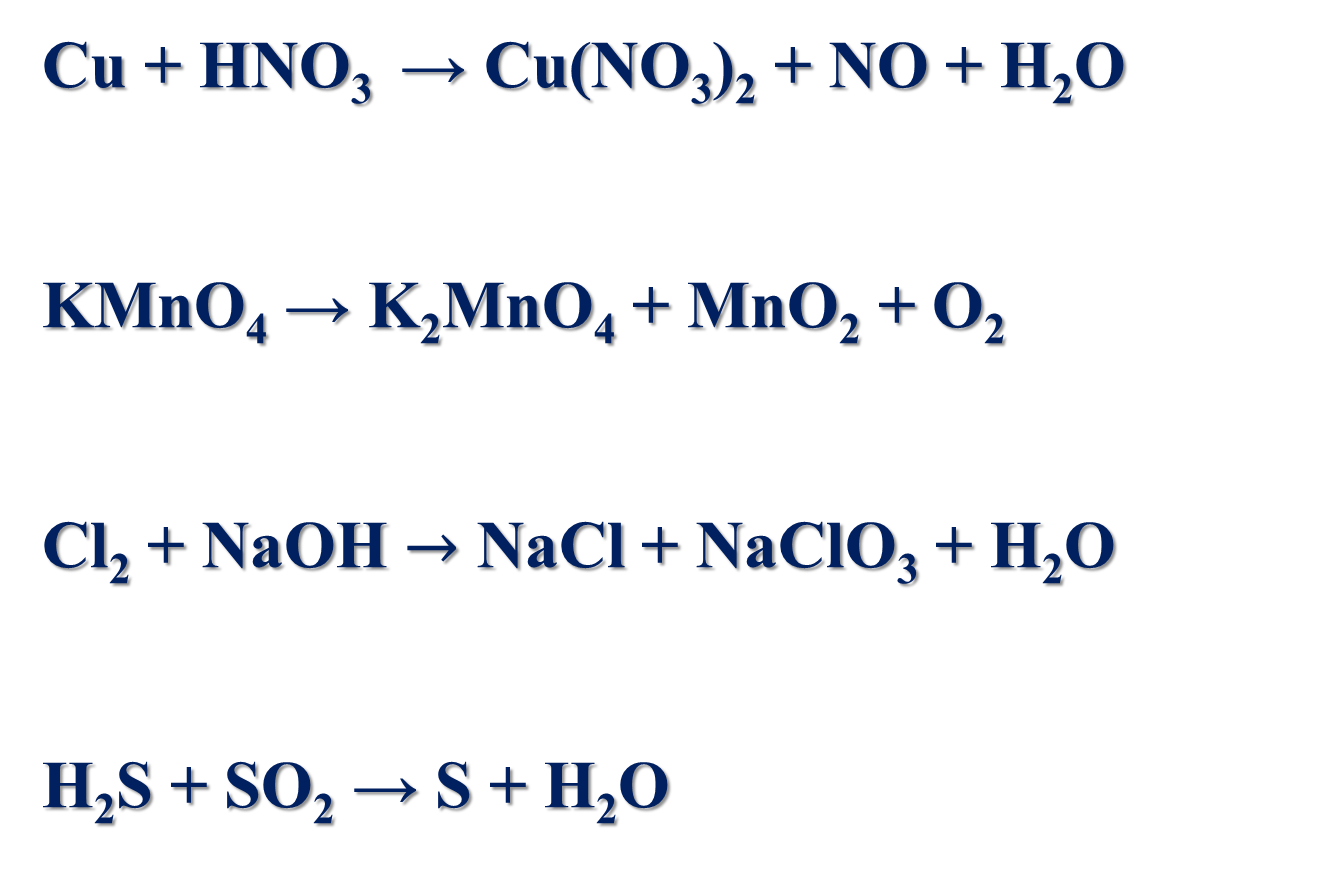 Cu + HNO₃ → Cu(NO₃)₂ + NO + H₂O
KMnO₄ → K₂MnO₄ + MnO₂ + O₂
Cl₂ + NaOH → NaCl + NaClO₃ + H₂O
H₂S + SO₂ → S + H₂O